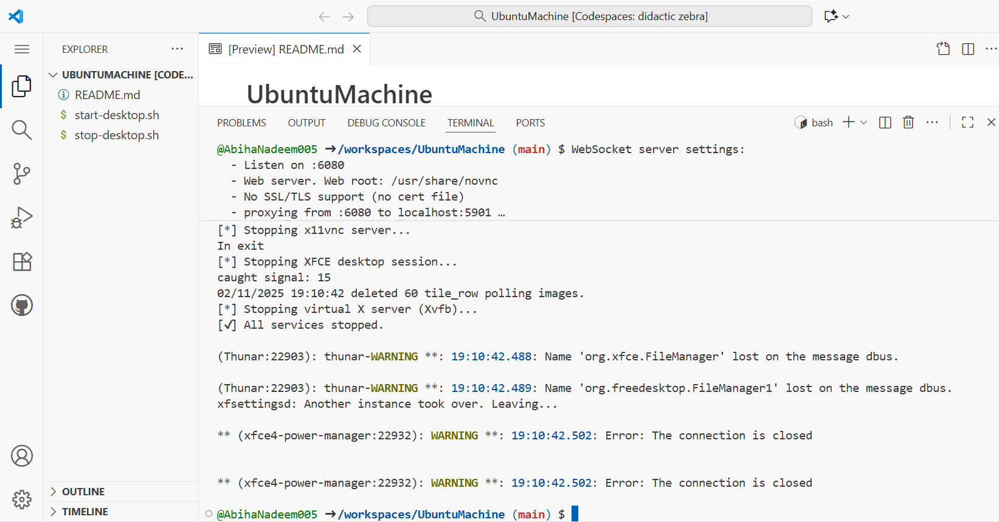 UbuntuMachine [Codespaces: didactic zebra]
EXPLORER
[Preview] README.md
UBUNTUMACHINE [CODE...
README.md
$ start-desktop.sh
$ stop-desktop.sh
UbuntuMachine
PROBLEMS OUTPUT DEBUG CONSOLE TERMINAL PORTS
bash
@AbihaNadeem005 ➜/workspaces/UbuntuMachine (main) $ WebSocket server settings:
- Listen on :6080
- Web server. Web root: /usr/share/novnc
- No SSL/TLS support (no cert file)
- proxying from :6080 to localhost:5901 …
[*] Stopping x11vnc server...
In exit
[*] Stopping XFCE desktop session...
caught signal: 15
02/11/2025 19:10:42 deleted 60 tile_row polling images.
[*] Stopping virtual X server (Xvfb)...
[✓] All services stopped.
(Thunar:22903): thunar-WARNING **: 19:10:42.488: Name 'org.xfce.FileManager' lost on the message dbus.
(Thunar:22903): thunar-WARNING **: 19:10:42.489: Name 'org.freedesktop.FileManager1' lost on the message dbus.
xfsettingsd: Another instance took over. Leaving...
** (xfce4-power-manager:22932): WARNING **: 19:10:42.502: Error: The connection is closed
** (xfce4-power-manager:22932): WARNING **: 19:10:42.502: Error: The connection is closed
@AbihaNadeem005 ➜/workspaces/UbuntuMachine (main) $
OUTLINE
TIMELINE